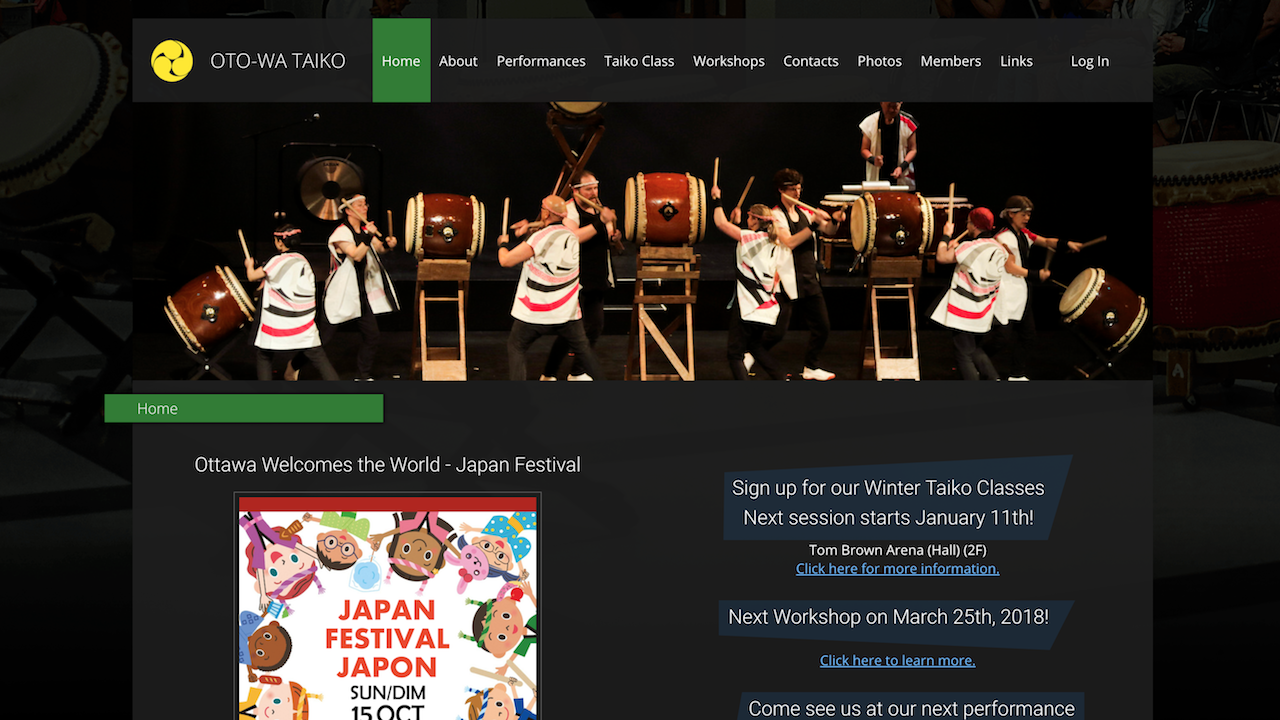 OTO-WA TAIKO
Home
About
Performances
Taiko Class
Workshops
Contacts
Photos
Members
Links
Log In
A
Home
Ottawa Welcomes the World - Japan Festival
JAPAN
FESTIVAL
JAPON
SUN/DIM
15 OCT
Sign up for our Winter Taiko Classes
Next session starts January 11th!
Tom Brown Arena (Hall) (2F)
Click here for more information.
Next Workshop on March 25th, 2018!
Click here to learn more.
Come see us at our next performance